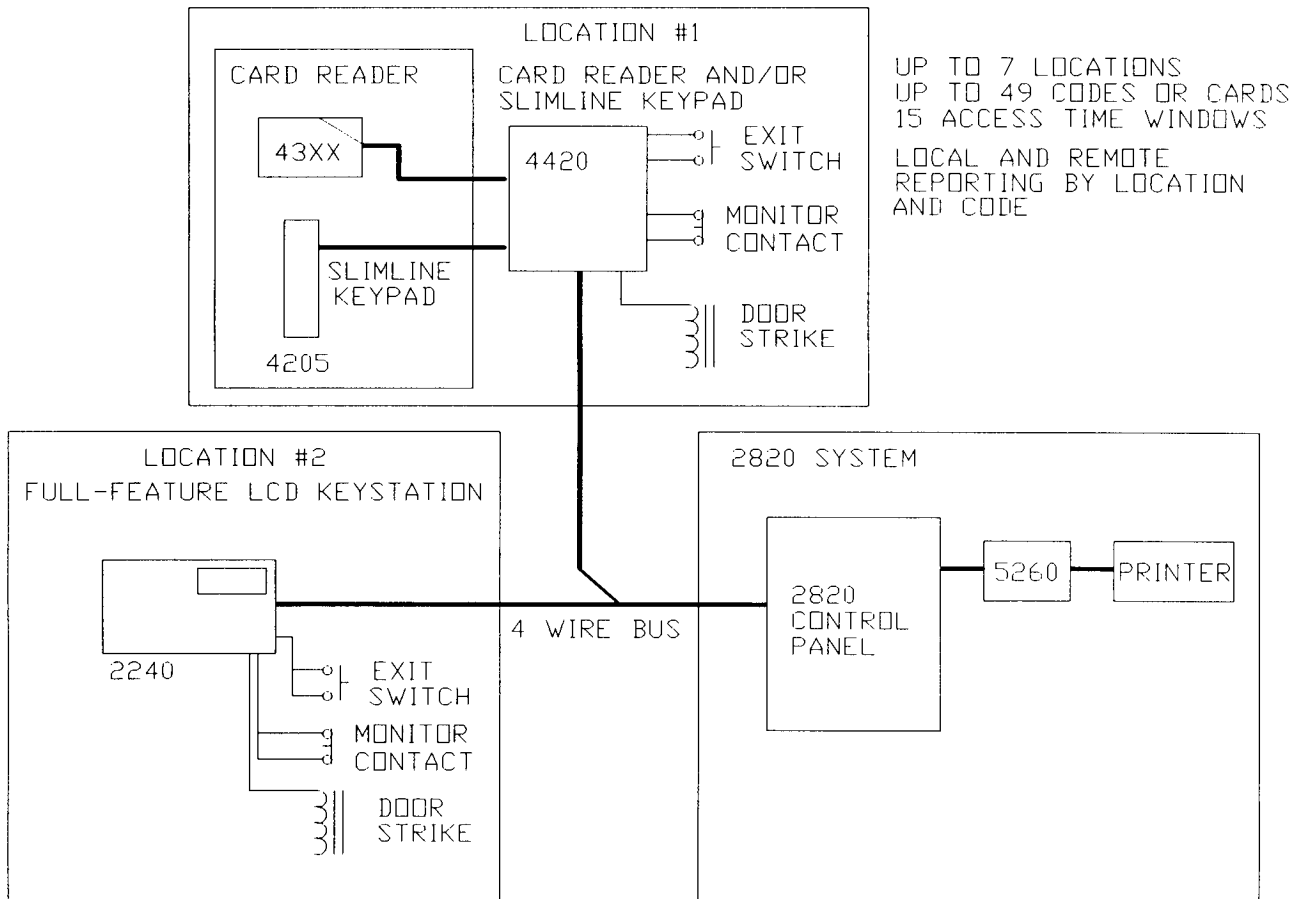 LOCATION #1
CARD READER
CARD READER AND/OR
SLIMLINE KEYPAD
43XX
4420
EXIT
SWITCH
MONITOR
CONTACT
SLIMLINE
KEYPAD
DOOR
STRIKE
4205
UP TO 7 LOCATIONS
UP TO 49 CODES OR CARDS
15 ACCESS TIME WINDOWS
LOCAL AND REMOTE
REPORTING BY LOCATION
AND CODE
LOCATION #2
FULL-FEATURE LCD KEYSTATION
2240
EXIT
SWITCH
MONITOR
CONTACT
DOOR
STRIKE
4 WIRE BUS
2820 SYSTEM
2820
CONTROL
PANEL
5260
PRINTER